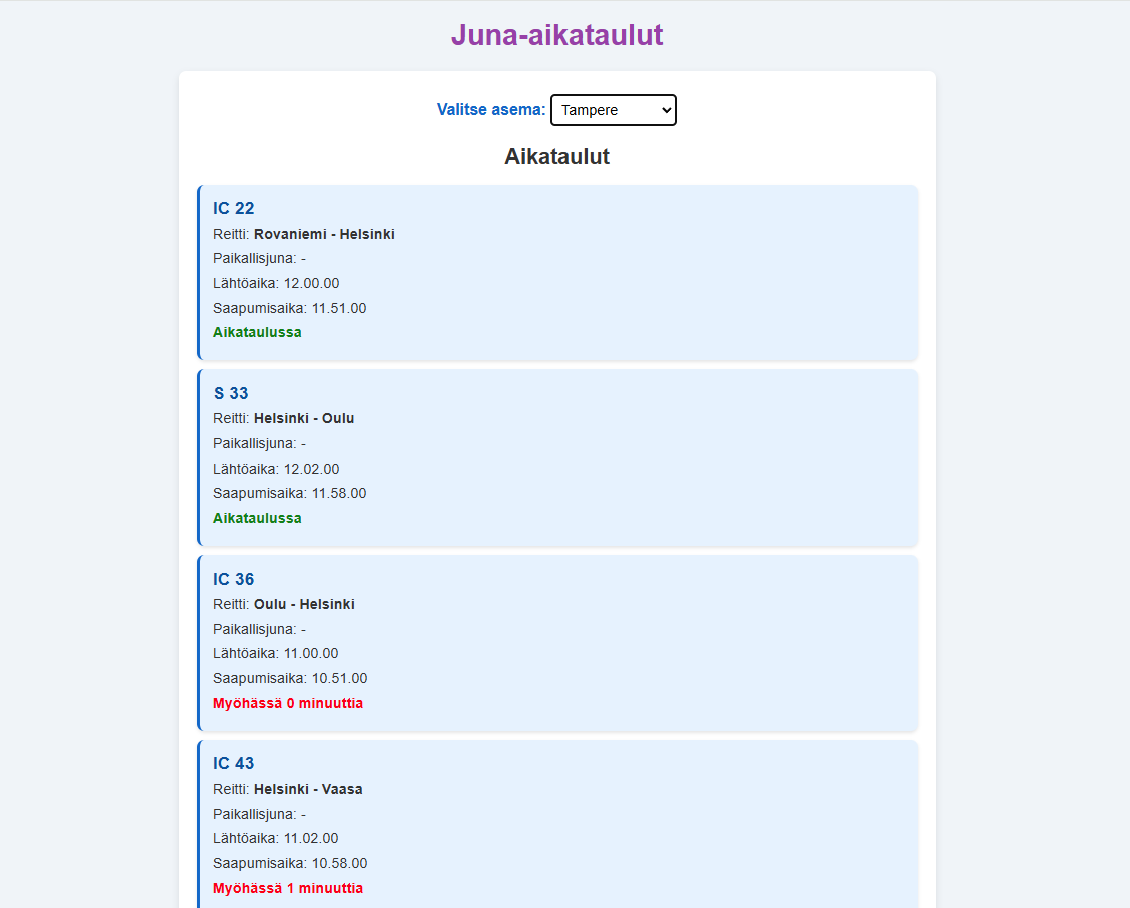 Juna-aikataulut
Valitse asema: Tampere
Aikataulut
IC 22
Reitti: Rovaniemi - Helsinki
Paikallisjuna: -
Lähtöaika: 12.00.00
Saapumisaika: 11.51.00
Aikataulussa
S 33
Reitti: Helsinki - Oulu
Paikallisjuna: -
Lähtöaika: 12.02.00
Saapumisaika: 11.58.00
Aikataulussa
IC 36
Reitti: Oulu - Helsinki
Paikallisjuna: -
Lähtöaika: 11.00.00
Saapumisaika: 10.51.00
Myöhässä 0 minuuttia
IC 43
Reitti: Helsinki - Vaasa
Paikallisjuna: -
Lähtöaika: 11.02.00
Saapumisaika: 10.58.00
Myöhässä 1 minuuttia